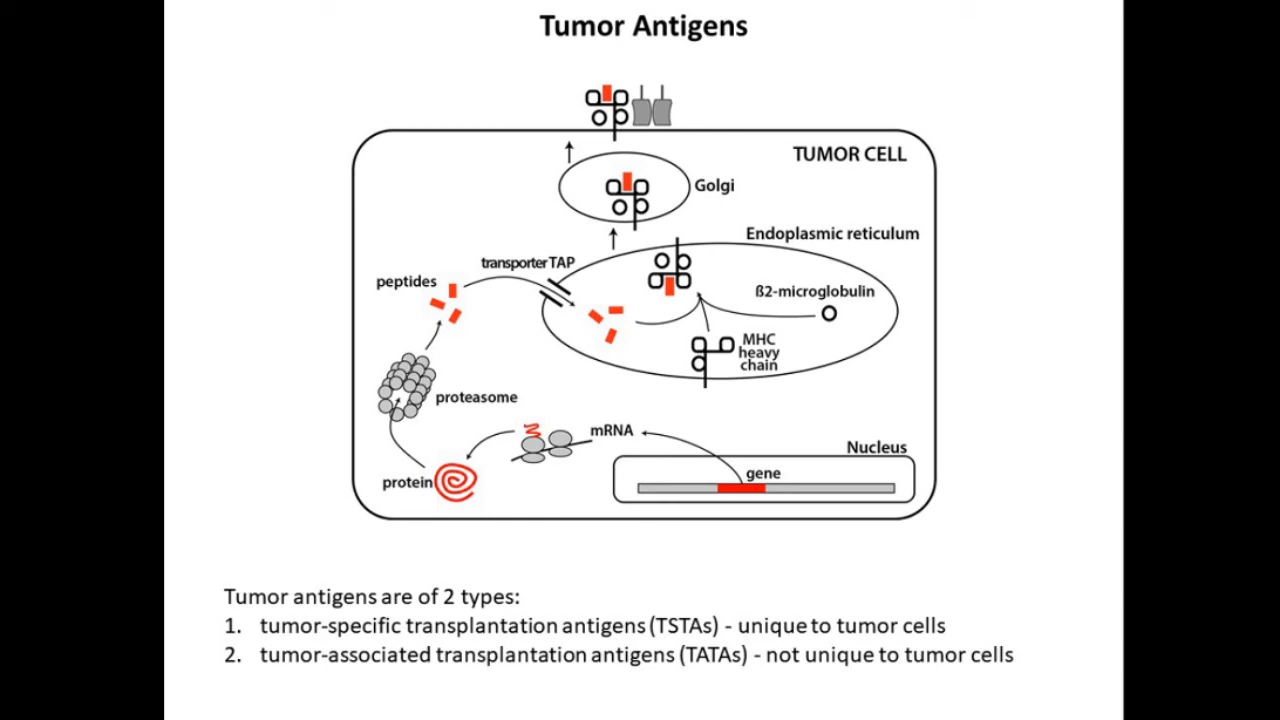 Tumor Antigens
TUMOR CELL
Golgi
Endoplasmic reticulum
transporter TAP
peptides
ß2-microglobulin
MHC
heavy
chain
proteasome
mRNA
Nucleus
gene
protein
Tumor antigens are of 2 types:
1. tumor-specific transplantation antigens (TSTAs) - unique to tumor cells
2. tumor-associated transplantation antigens (TATAs) - not unique to tumor cells